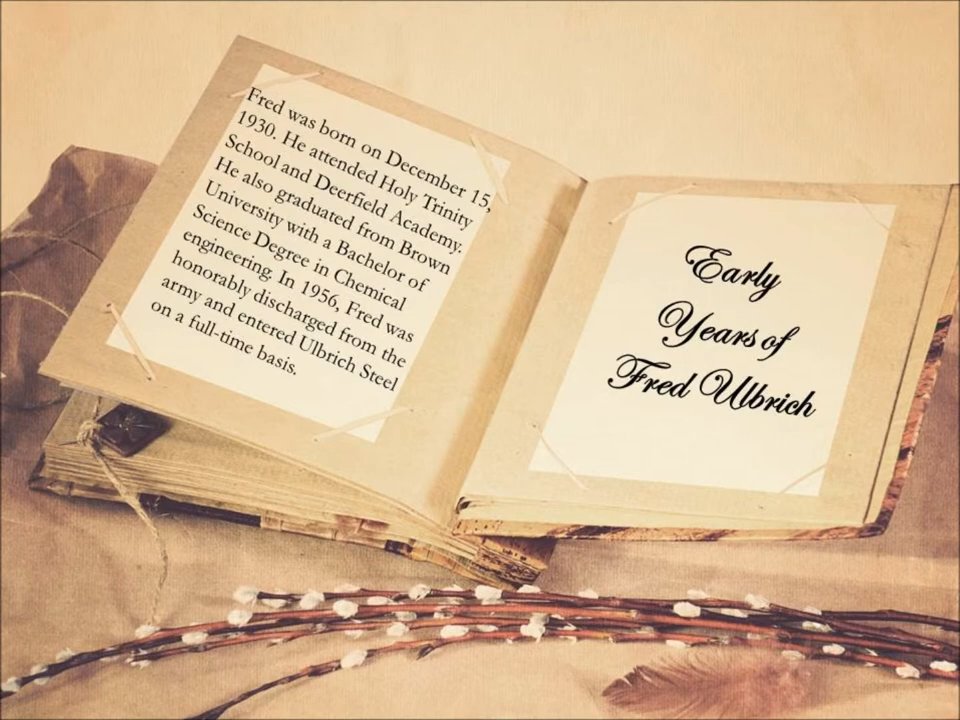 Fred was born on December 15,
1930. He attended Holy Trinity
School and Deerfield Academy.
He also graduated from Brown
University with a Bachelor of
Science Degree in Chemical
engineering. In 1956, Fred was
honorably discharged from the
army and entered Ulbrich Steel
on a full-time basis.
Early
Years of
Fred Ulbrich